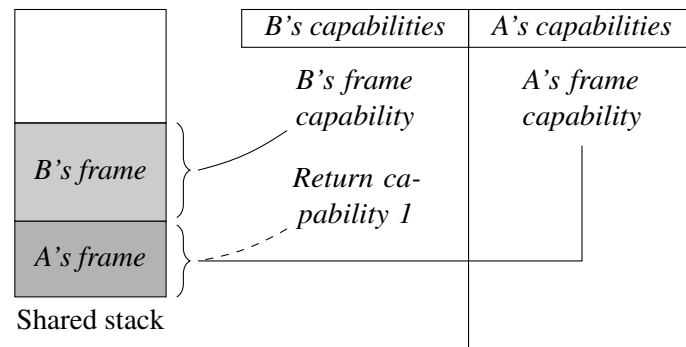 B's capabilities A's capabilities
B's frame
capability
A's frame
capability
B's frame
Return ca-
pability 1
A's frame
Shared stack